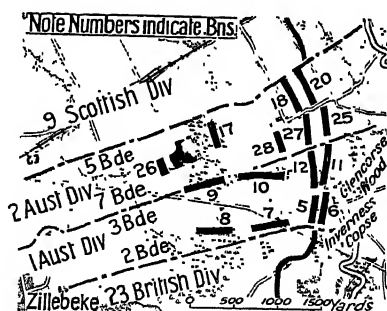 Note Numbers indicate Bns.
9 Scottish Div
20
18
17
27
25
5 Bde
26
28
2 Aust Div
7 Bde
12
11
Glencorse
Wood
9
10
3 Bde
1 Aust Div
8
7
5
6
Inverness
Copse
2 Bde
23 British Div
Zillebeke
0 500 1000 1500
Yards